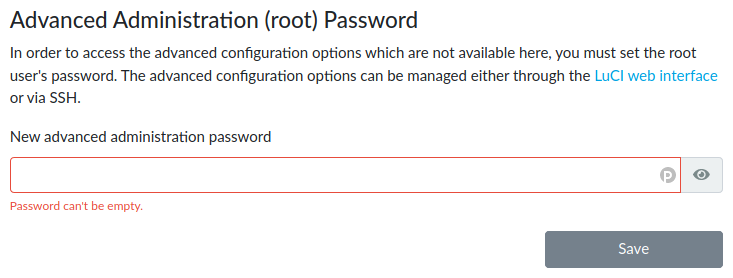 Advanced Administration (root) Password
In order to access the advanced configuration options which are not available here, you must set the root
user's password. The advanced configuration options can be managed either through the LuCI web interface
or via SSH.
New advanced administration password
Password can't be empty.
Save